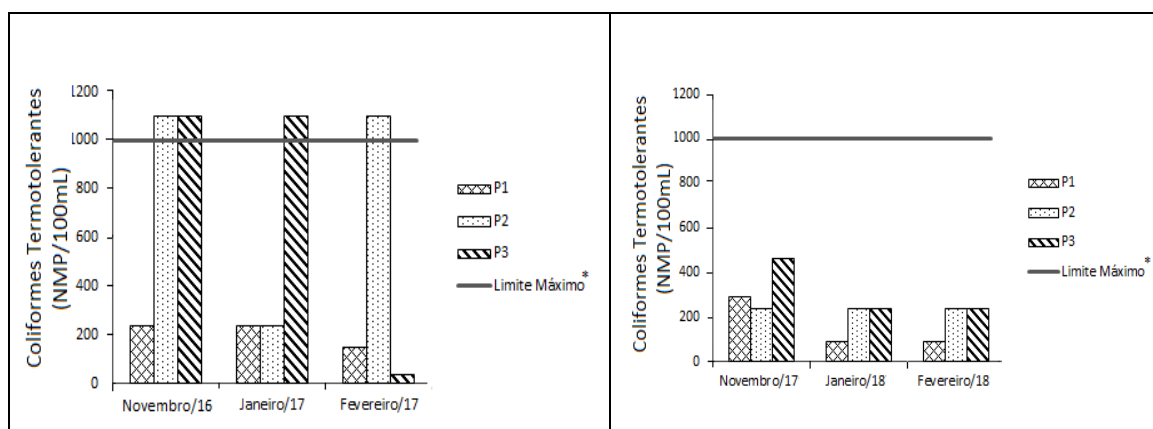 Coliformes Termotolerantes
(NMP/100mL)
1200
1000
800
600
400
200
0
Novembro/16 Janeiro/17 Fevereiro/17
P1
P2
P3
Limite Máximo*
Coliformes Termotolerantes
(NMP/100mL)
1200
1000
800
600
400
200
0
Novembro/17 Janeiro/18 Fevereiro/18
P1
P2
P3
Limite Máximo*